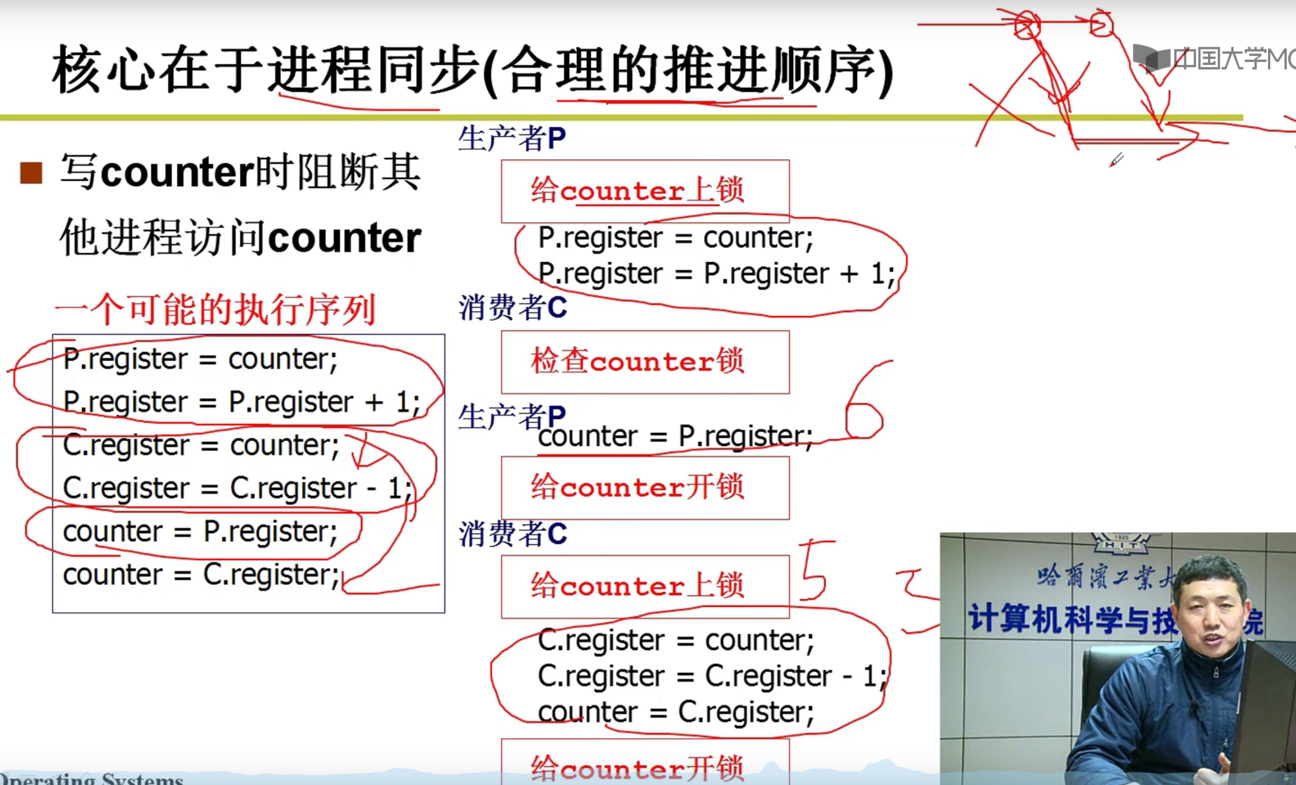 核心在于进程同步(合理的推进顺序)
中国大学MO
写counter时阻断其
他进程访问counter
一个可能的执行序列
P.register = counter;
P.register = P.register + 1;
C.register = counter;
C.register = C.register - 1;
counter = P.register;
counter = C.register;
生产者P
给counter上锁
P.register = counter;
P.register = P.register + 1;
消费者C
检查counter锁
生产者P
counter = P.register;
6
给counter开锁
消费者C
给counter上锁
5
C.register = counter;
C.register = C.register - 1;
counter = C.register;
给counter开锁
Operating Systems
1920
HIT
哈爾濱工業大
计算机科学与技
院